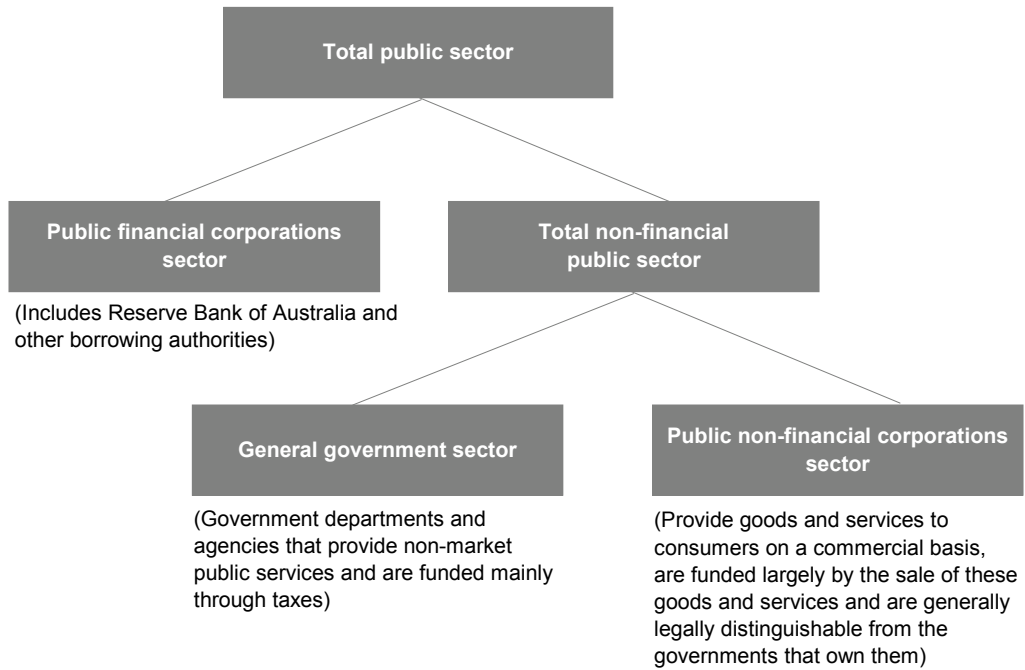 Total public sector
Public financial corporations
sector
Total non-financial
public sector
(Includes Reserve Bank of Australia and
other borrowing authorities)
General government sector
Public non-financial corporations
sector
(Government departments and
agencies that provide non-market
public services and are funded mainly
through taxes)
(Provide goods and services to
consumers on a commercial basis,
are funded largely by the sale of these
goods and services and are generally
legally distinguishable from the
governments that own them)